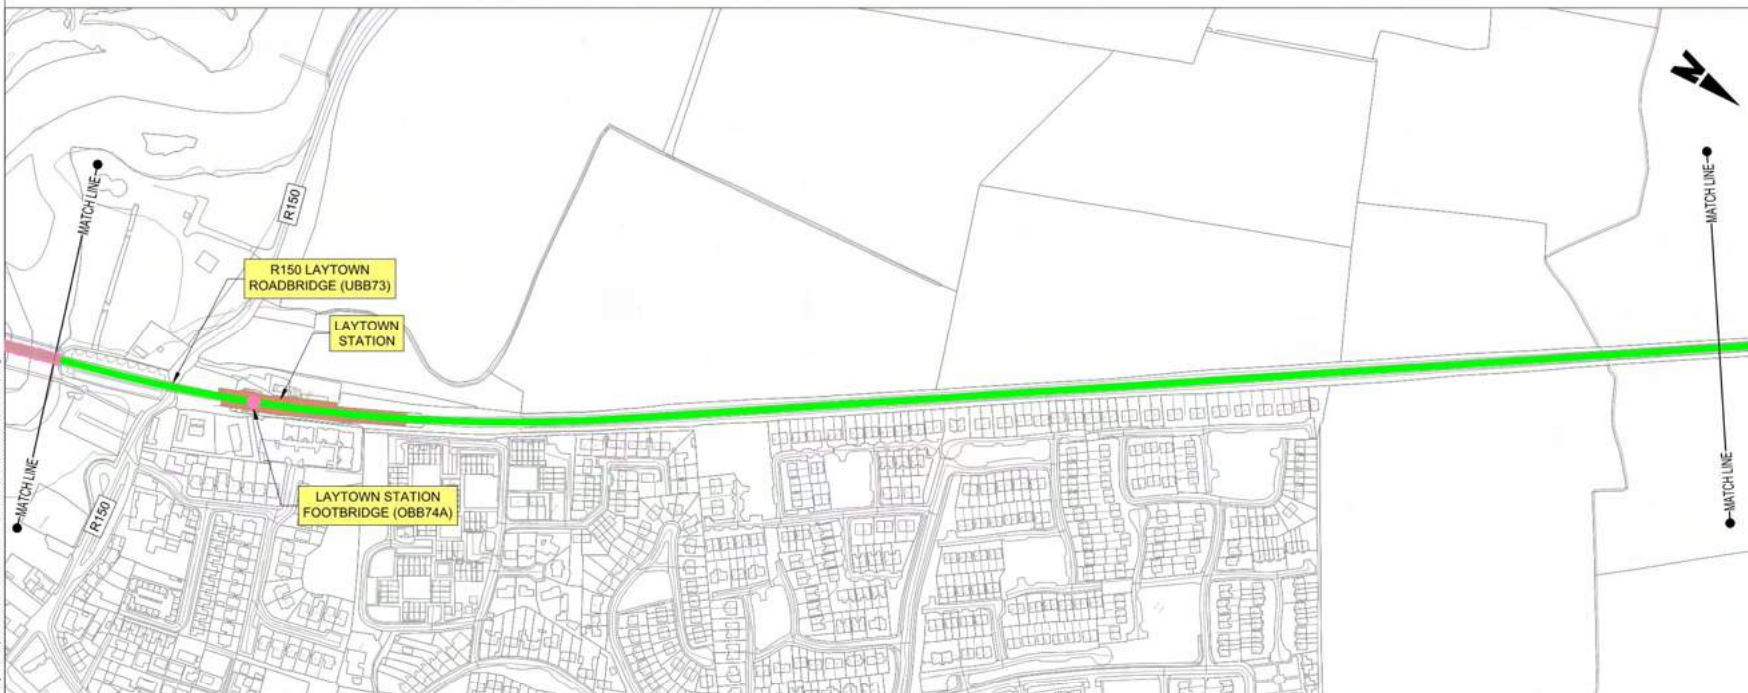 N
MATCH LINE
MATCH LINE
R150
R150 LAYTOWN
ROADBRIDGE (UBB73)
LAYTOWN
STATION
LAYTOWN STATION
FOOTBRIDGE (OBB74A)
MATCH LINE
MATCH LINE
R150